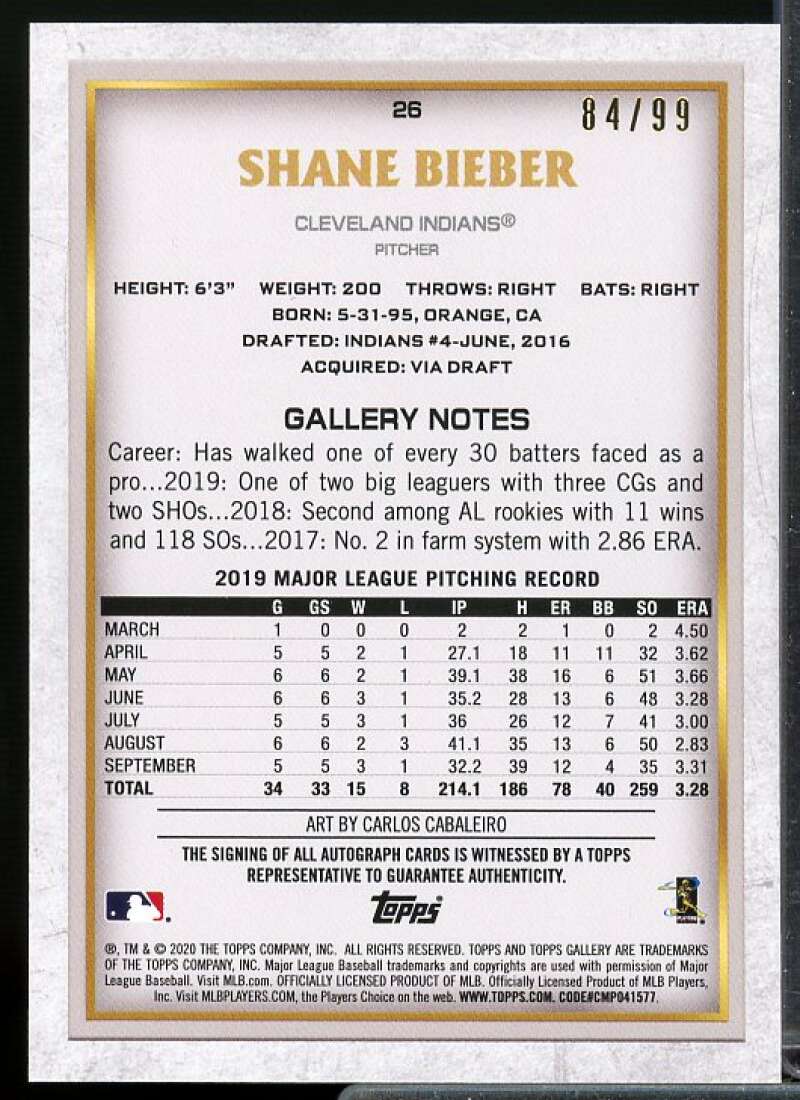 26
84/99
SHANE BIEBER
CLEVELAND INDIANS®
PITCHER
HEIGHT: 6'3" WEIGHT: 200 THROWS: RIGHT BATS: RIGHT
BORN: 5-31-95, ORANGE, CA
DRAFTED: INDIANS #4-JUNE, 2016
ACQUIRED: VIA DRAFT
GALLERY NOTES
Career: Has walked one of every 30 batters faced as a
pro...2019: One of two big leaguers with three CGs and
two SHOs...2018: Second among AL rookies with 11 wins
and 118 SOs...2017: No. 2 in farm system with 2.86 ERA.
2019 MAJOR LEAGUE PITCHING RECORD
G GS W L IP H ER BB SO ERA
MARCH 1 0 0 0 2 2 1 0 2 4.50
APRIL 5 5 2 1 27.1 18 11 11 32 3.62
MAY 6 6 2 1 39.1 38 16 6 51 3.66
JUNE 6 6 3 1 35.2 28 13 6 48 3.28
JULY 5 5 3 1 36 26 12 7 41 3.00
AUGUST 6 6 2 3 41.1 35 13 6 50 2.83
SEPTEMBER 5 5 3 1 32.2 39 12 4 35 3.31
TOTAL 34 33 15 8 214.1 186 78 40 259 3.28
ART BY CARLOS CABALEIRO
THE SIGNING OF ALL AUTOGRAPH CARDS IS WITNESSED BY A TOPPS
REPRESENTATIVE TO GUARANTEE AUTHENTICITY.
Topps
PLAYERS
®, TM & © 2020 THE TOPPS COMPANY, INC. ALL RIGHTS RESERVED. TOPPS AND TOPPS GALLERY ARE TRADEMARKS
OF THE TOPPS COMPANY, INC. Major League Baseball trademarks and copyrights are used with permission of Major
League Baseball. Visit MLB.com. OFFICIALLY LICENSED PRODUCT OF MLB. Officially Licensed Product of MLB Players,
Inc. Visit MLBPLAYERS.COM, the Players Choice on the web. WWW.TOPPS.COM. CODE#CMP041577.